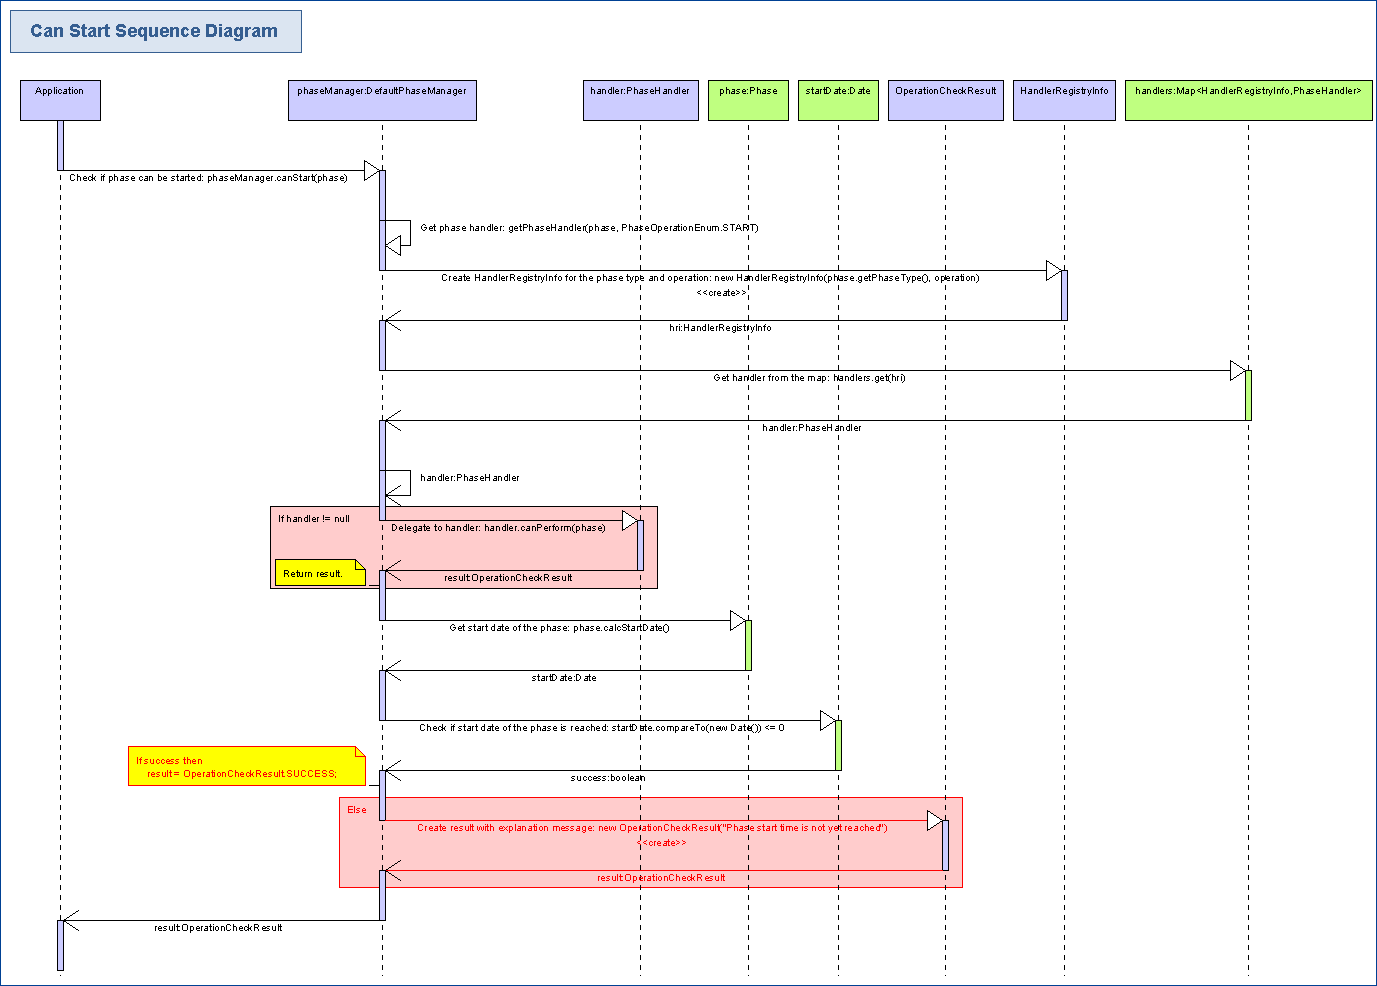 Can Start Sequence Diagram
Application
phaseManager:DefaultPhaseManager
handler:PhaseHandler
phase:Phase
startDate:Date
OperationCheckResult
HandlerRegistryInfo
handlers:Map<HandlerRegistryInfo,PhaseHandler>
Check if phase can be started: phaseManager.canStart(phase)
Get phase handler: getPhaseHandler(phase, PhaseOperationEnum.START)
Create HandlerRegistryInfo for the phase type and operation: new HandlerRegistryInfo(phase.getPhaseType(), operation)
<<create>>
hri:HandlerRegistryInfo
Get handler from the map: handlers.get(hri)
handler:PhaseHandler
handler:PhaseHandler
If handler != null
Delegate to handler: handler.canPerform(phase)
Return result.
result:OperationCheckResult
Get start date of the phase: phase.calcStartDate()
startDate:Date
Check if start date of the phase is reached: startDate.compareTo(new Date()) <= 0
If success then
result = OperationCheckResult.SUCCESS;
success:boolean
Else
Create result with explanation message: new OperationCheckResult("Phase start time is not yet reached")
<<create>>
result:OperationCheckResult
result:OperationCheckResult